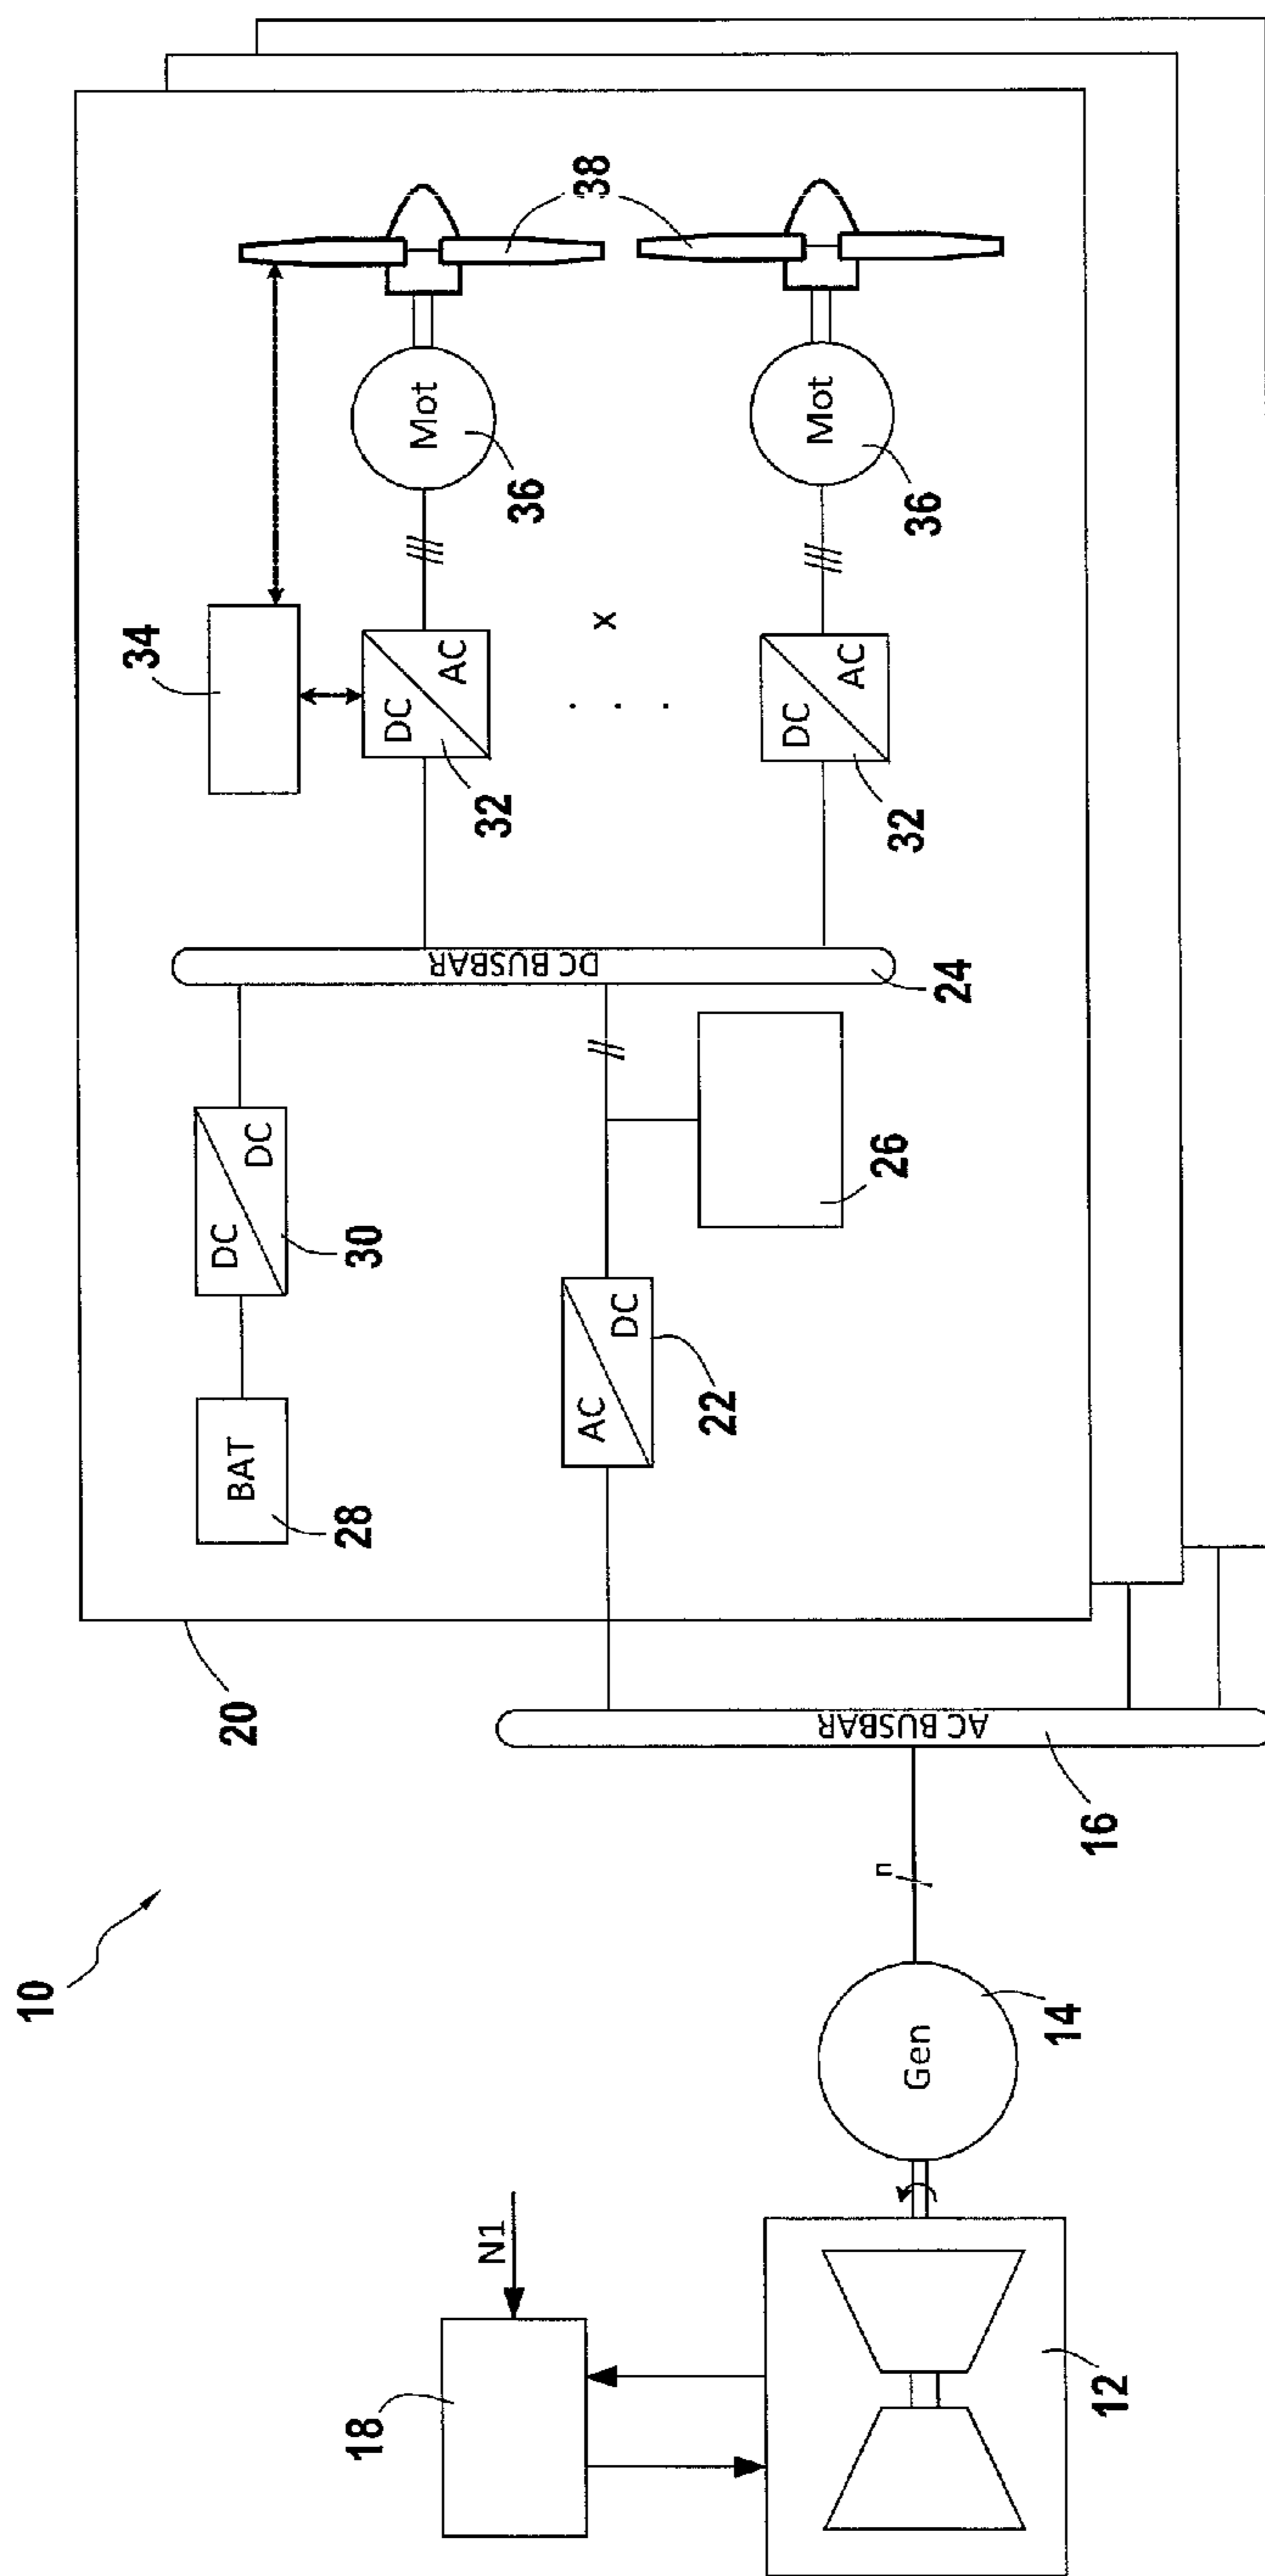 10
20
BAT
28
DC
DC
30
34
DC
AC
32
Mot
36
38
x
. . .
DC BUSBAR
24
26
AC
DC
22
DC
AC
32
Mot
36
AC BUSBAR
16
n
Gen
14
N1
18
12